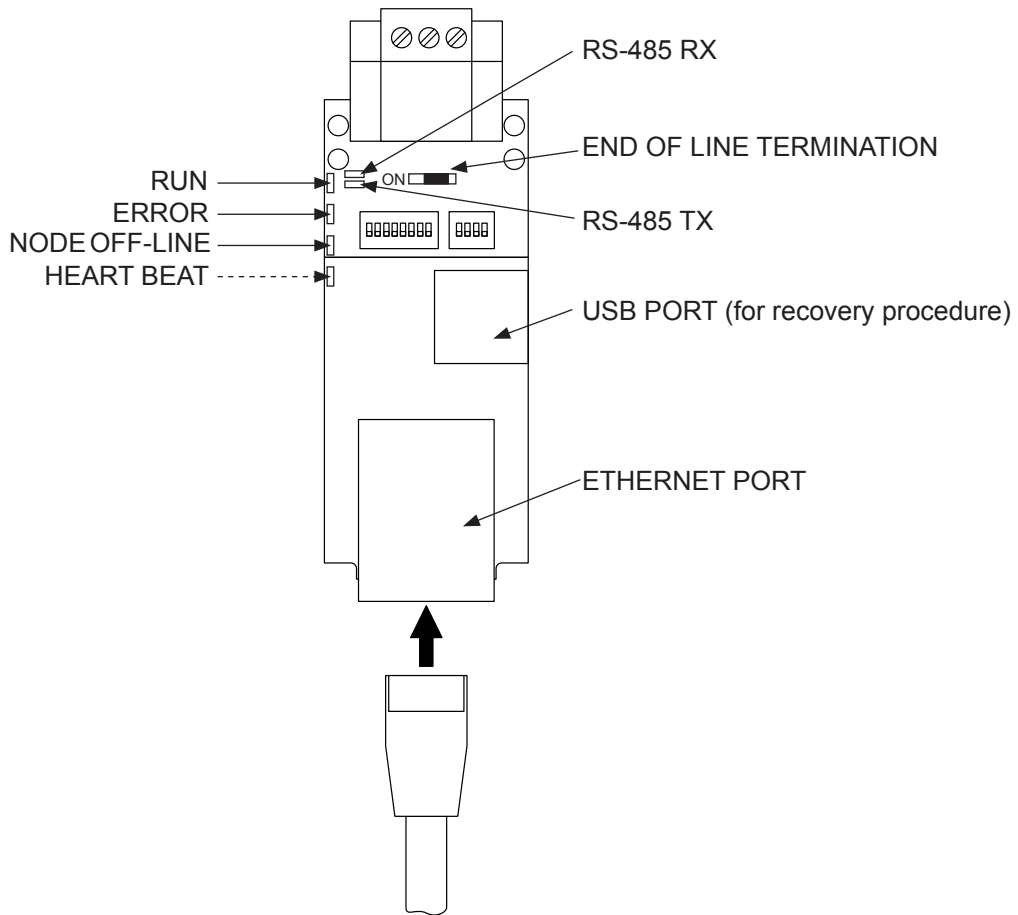 RS-485 RX
END OF LINE TERMINATION
RUN
ON
ERROR
RS-485 TX
NODE OFF-LINE
HEART BEAT
USB PORT (for recovery procedure)
ETHERNET PORT